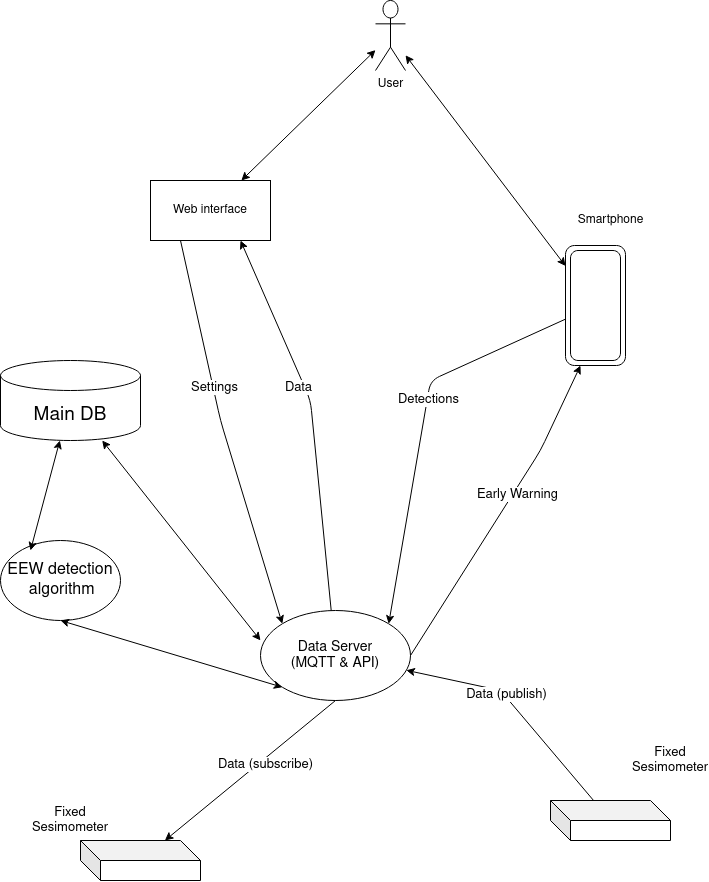 User
Web interface
Smartphone
Settings
Data
Detections
Main DB
Early Warning
EEW detection
algorithm
Data Server
(MQTT & API)
Data (publish)
Fixed
Sesimometer
Data (subscribe)
Fixed
Sesimometer